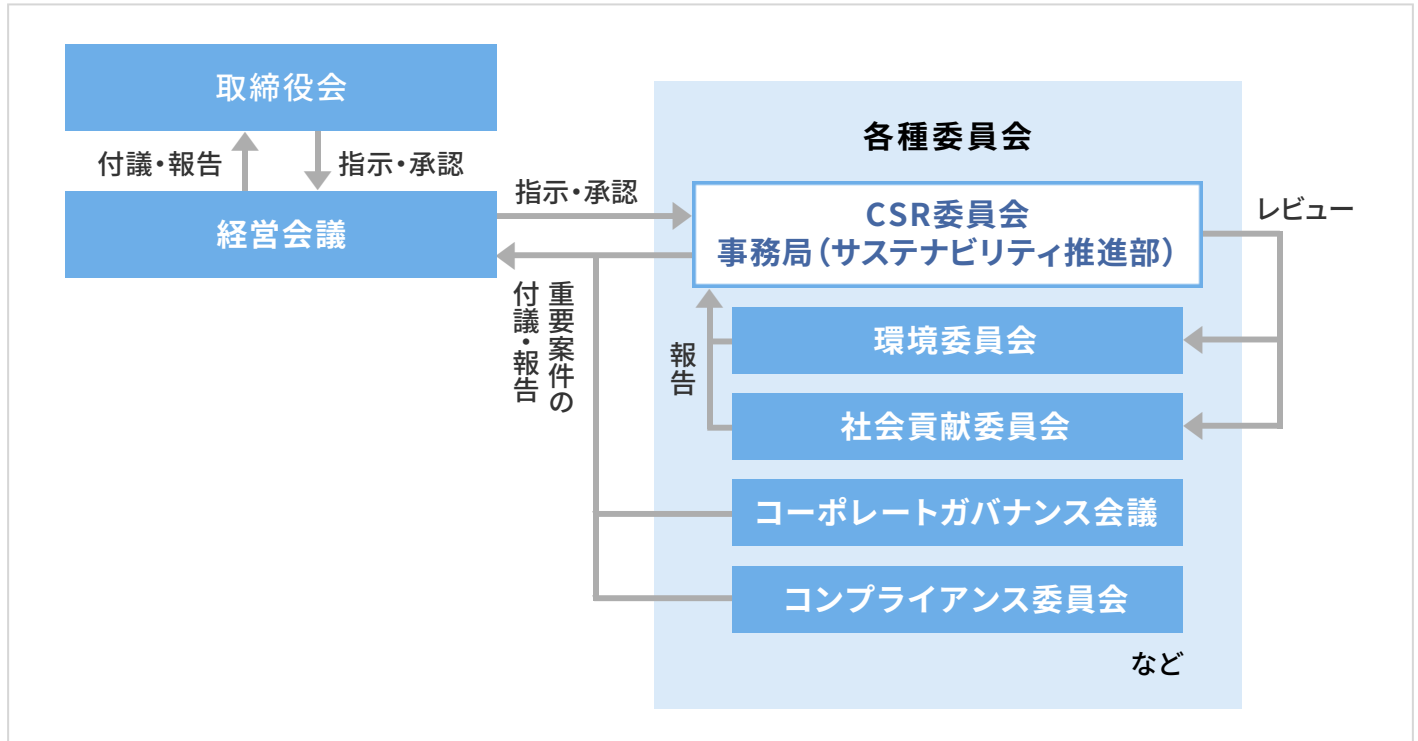 取締役会
付議・報告
指示・承認
経営会議
指示・承認
重要案件の
付議・報告
各種委員会
CSR委員会
事務局（サステナビリティ推進部）
レビュー
報告
環境委員会
社会貢献委員会
コーポレートガバナンス会議
コンプライアンス委員会
など